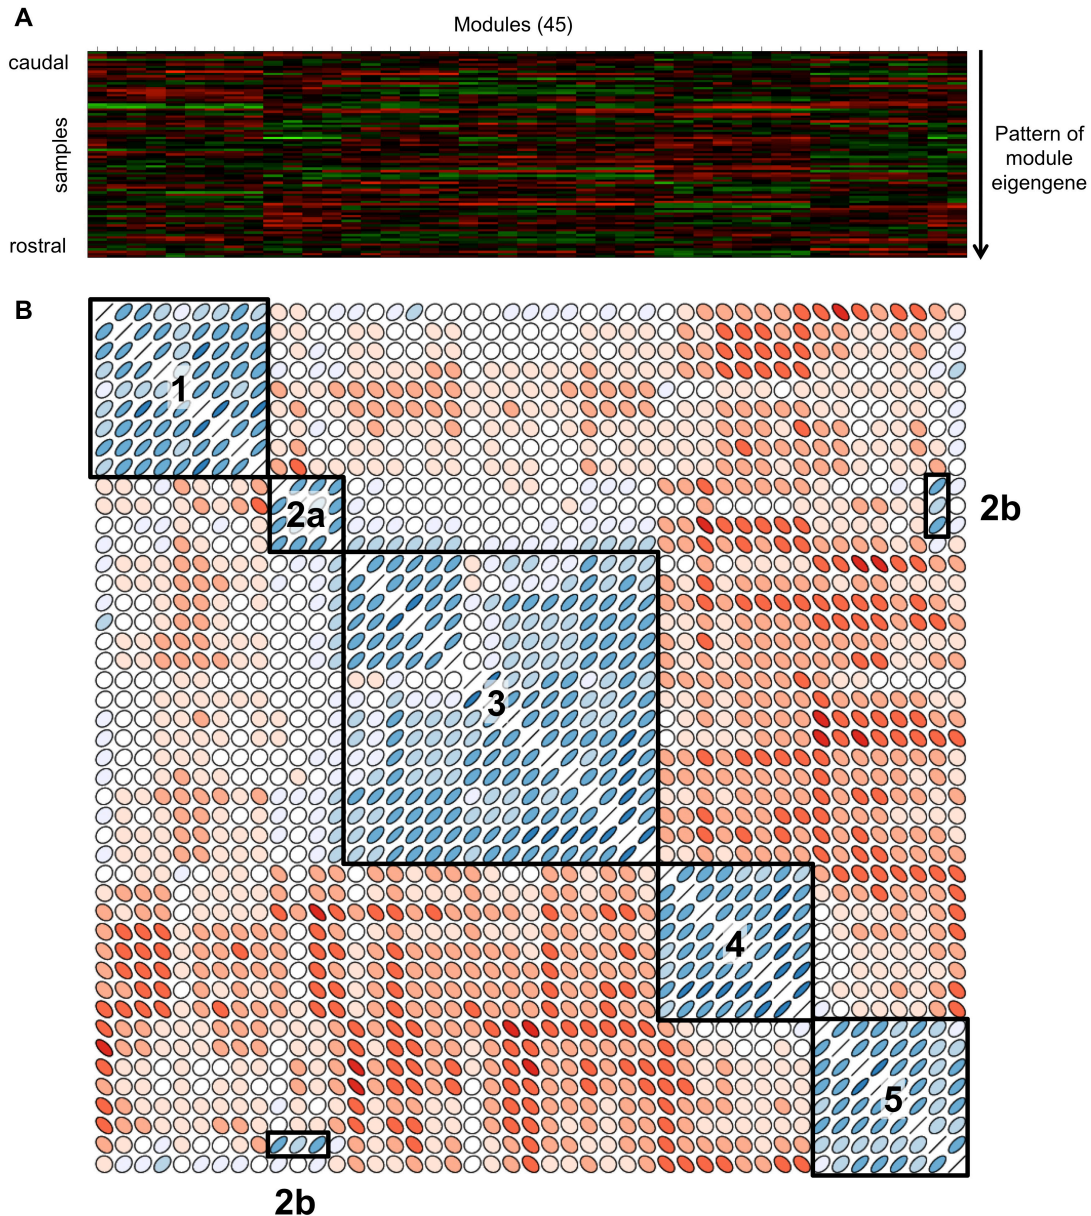 A
Modules (45)
caudal
samples
rostral
Pattern of
module
eigengene
B
1
2a
2b
3
4
5
2b